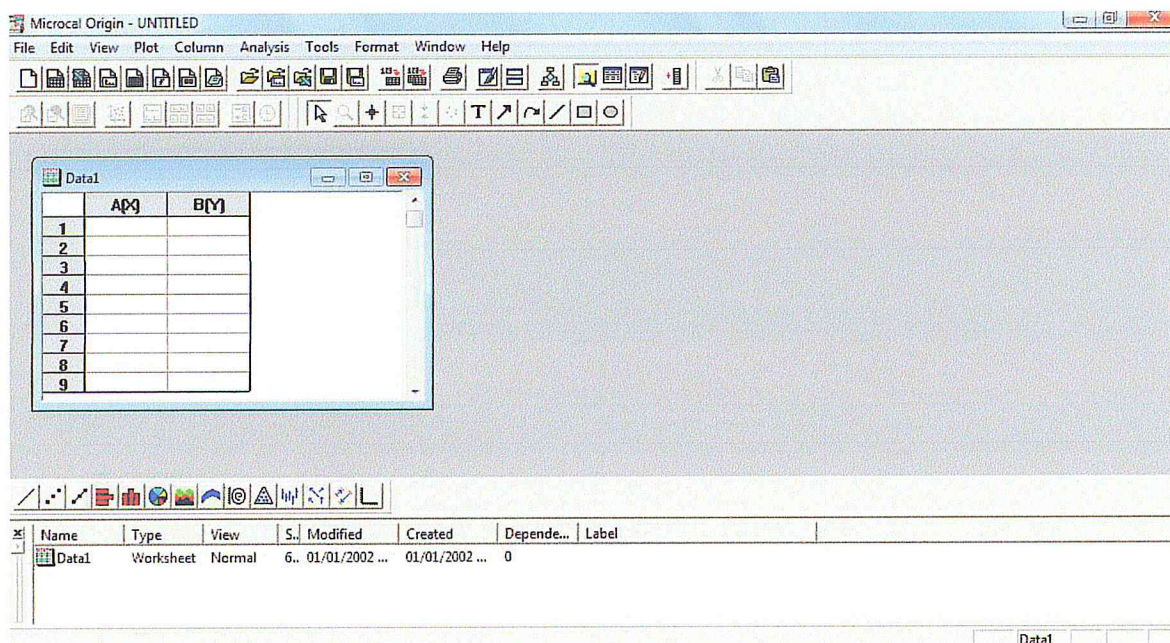 Microcal Origin - UNTITLED
File Edit View Plot Column Analysis Tools Format Window Help
T
Data1
A(X) B(Y)
1
2
3
4
5
6
7
8
9
Name Type View S.. Modified Created Depende... Label
Data1 Worksheet Normal 6.. 01/01/2002 ... 01/01/2002 ... 0
Data1